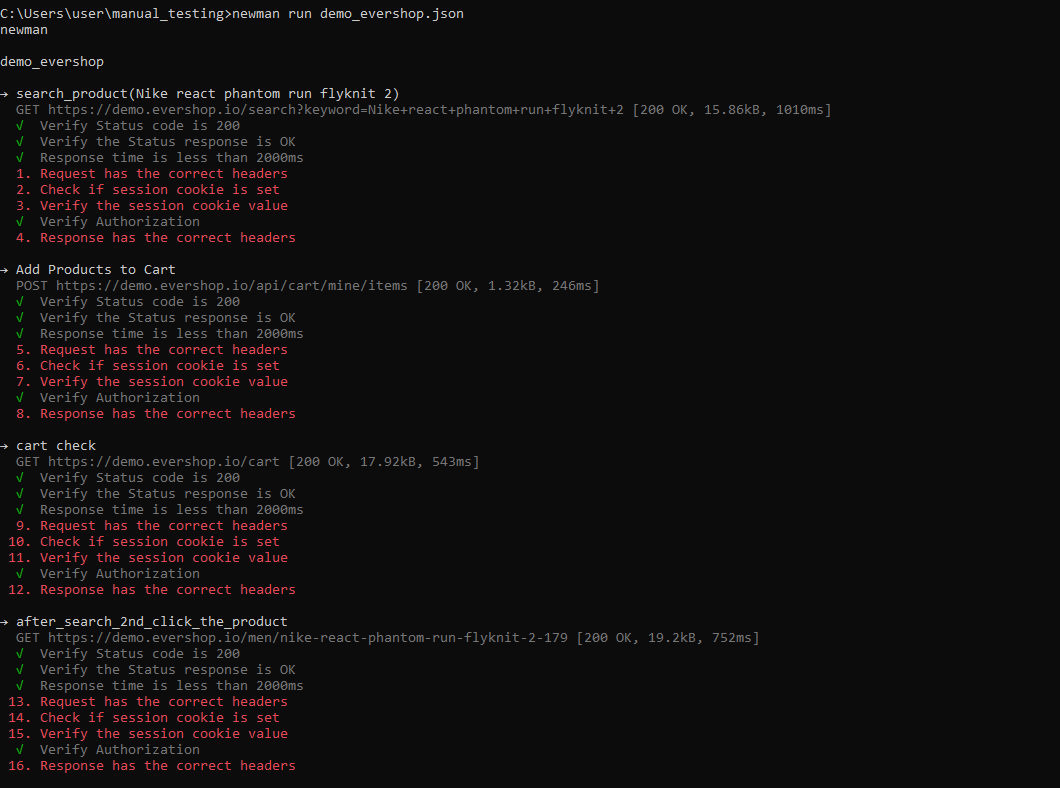 C:\Users\user\manual_testing>newman run demo_evershop.json
newman
demo_evershop
→ search_product(Nike react phantom run flyknit 2)
GET https://demo.evershop.io/search?keyword=Nike+react+phantom+run+flyknit+2 [200 OK, 15.86kB, 1010ms]
√ Verify Status code is 200
√ Verify the Status response is OK
√ Response time is less than 2000ms
1. Request has the correct headers
2. Check if session cookie is set
3. Verify the session cookie value
√ Verify Authorization
4. Response has the correct headers
→ Add Products to Cart
POST https://demo.evershop.io/api/cart/mine/items [200 OK, 1.32kB, 246ms]
√ Verify Status code is 200
√ Verify the Status response is OK
√ Response time is less than 2000ms
5. Request has the correct headers
6. Check if session cookie is set
7. Verify the session cookie value
√ Verify Authorization
8. Response has the correct headers
→ cart check
GET https://demo.evershop.io/cart [200 OK, 17.92kB, 543ms]
√ Verify Status code is 200
√ Verify the Status response is OK
√ Response time is less than 2000ms
9. Request has the correct headers
10. Check if session cookie is set
11. Verify the session cookie value
√ Verify Authorization
12. Response has the correct headers
→ after_search_2nd_click_the_product
GET https://demo.evershop.io/men/nike-react-phantom-run-flyknit-2-179 [200 OK, 19.2kB, 752ms]
√ Verify Status code is 200
√ Verify the Status response is OK
√ Response time is less than 2000ms
13. Request has the correct headers
14. Check if session cookie is set
15. Verify the session cookie value
√ Verify Authorization
16. Response has the correct headers